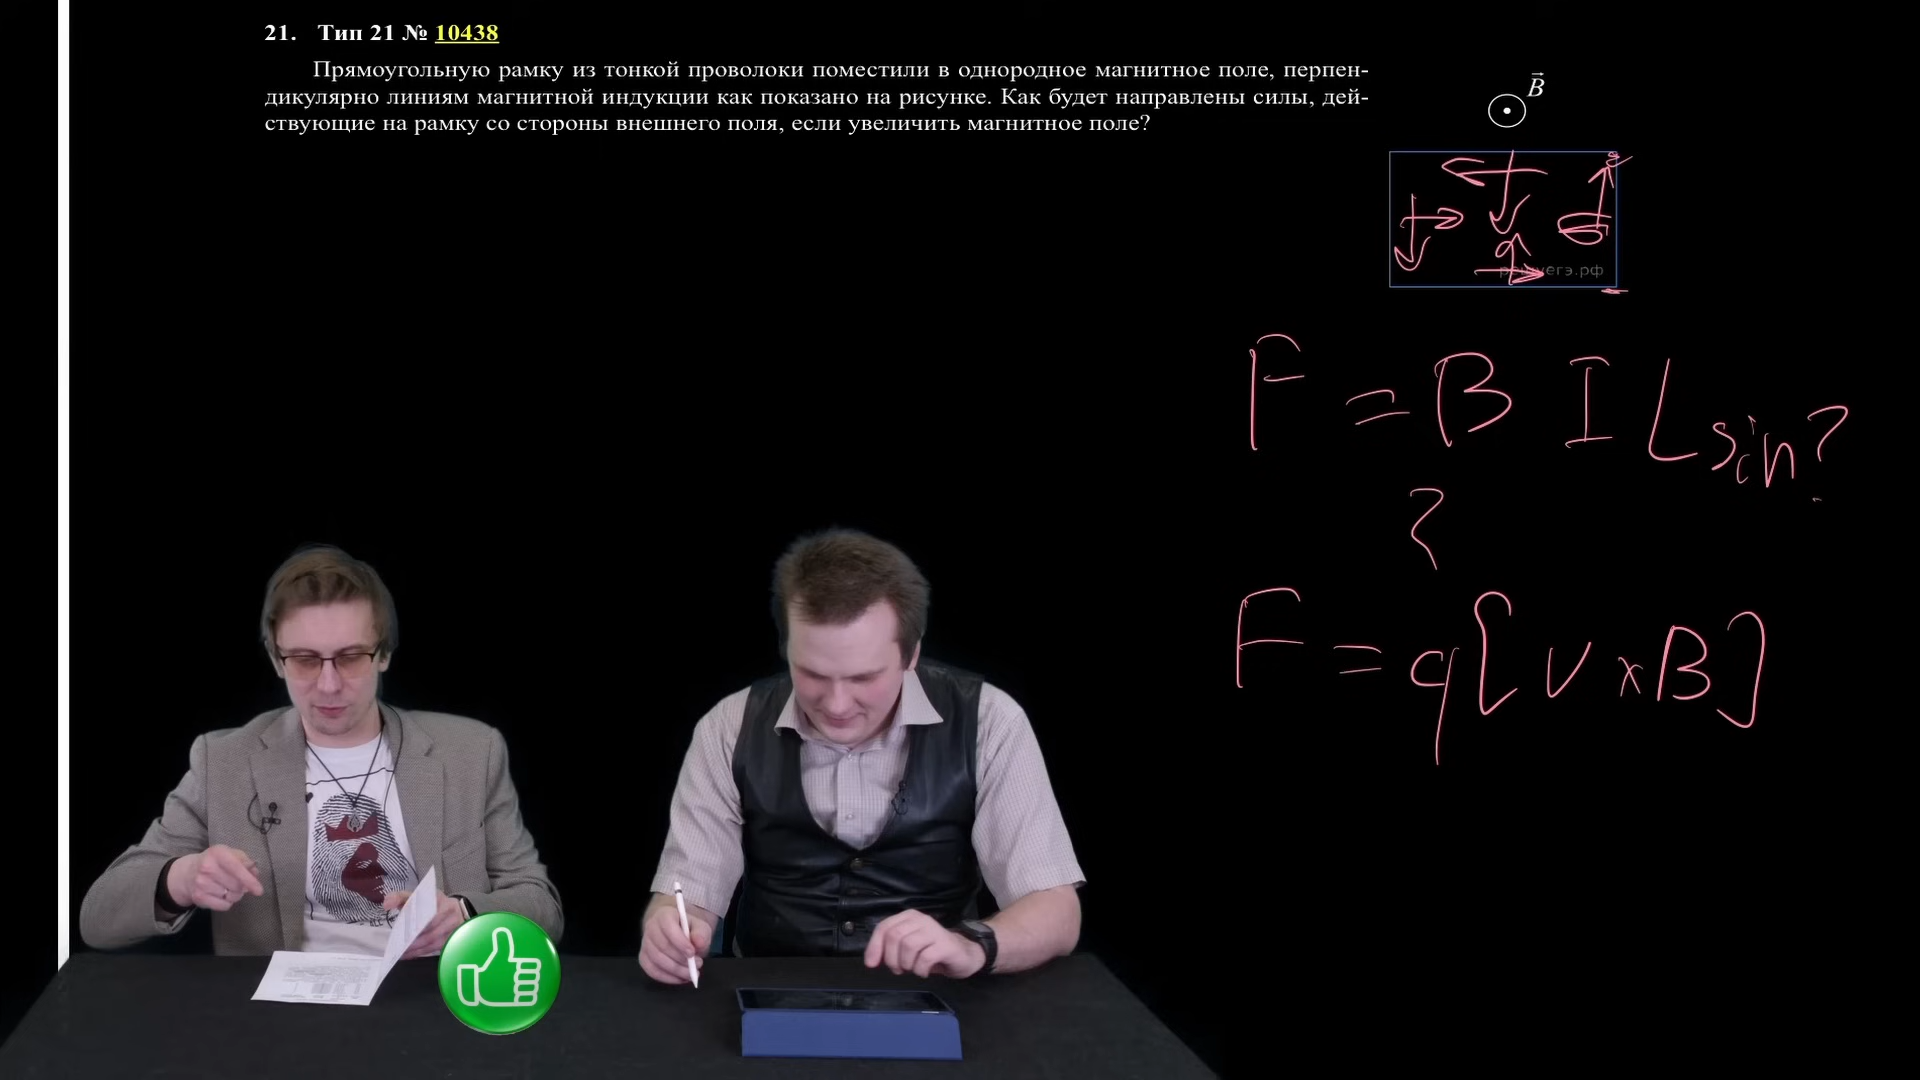 21. Тип 21 № 10438
Прямоугольную рамку из тонкой проволоки поместили в однородное магнитное поле, перпен-
дикулярно линиям магнитной индукции как показано на рисунке. Как будет направлены силы, дей-
ствующие на рамку со стороны внешнего поля, если увеличить магнитное поле?
B
F = B I L sin ?
?
F = q [ V x B ]